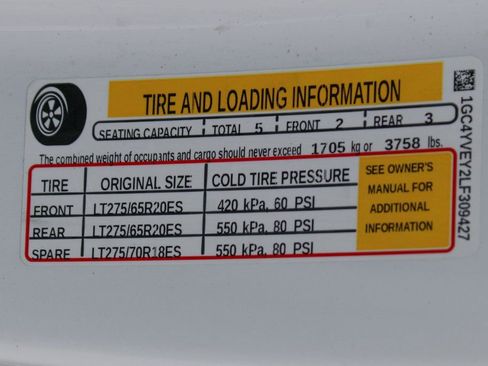 TIRE AND LOADING INFORMATION
SEATING CAPACITY TOTAL 5 FRONT 2 REAR 3
The combined weight of occupants and cargo should never exceed 1705 kg or 3758 lbs.
TIRE ORIGINAL SIZE COLD TIRE PRESSURE
FRONT LT275/65R20ES 420 kPa, 60 PSI
REAR LT275/65R20ES 550 kPa, 80 PSI
SPARE LT275/70R18ES 550 kPa, 80 PSI
SEE OWNER'S
MANUAL FOR
ADDITIONAL
INFORMATION
1GC4YVEY2LF309427